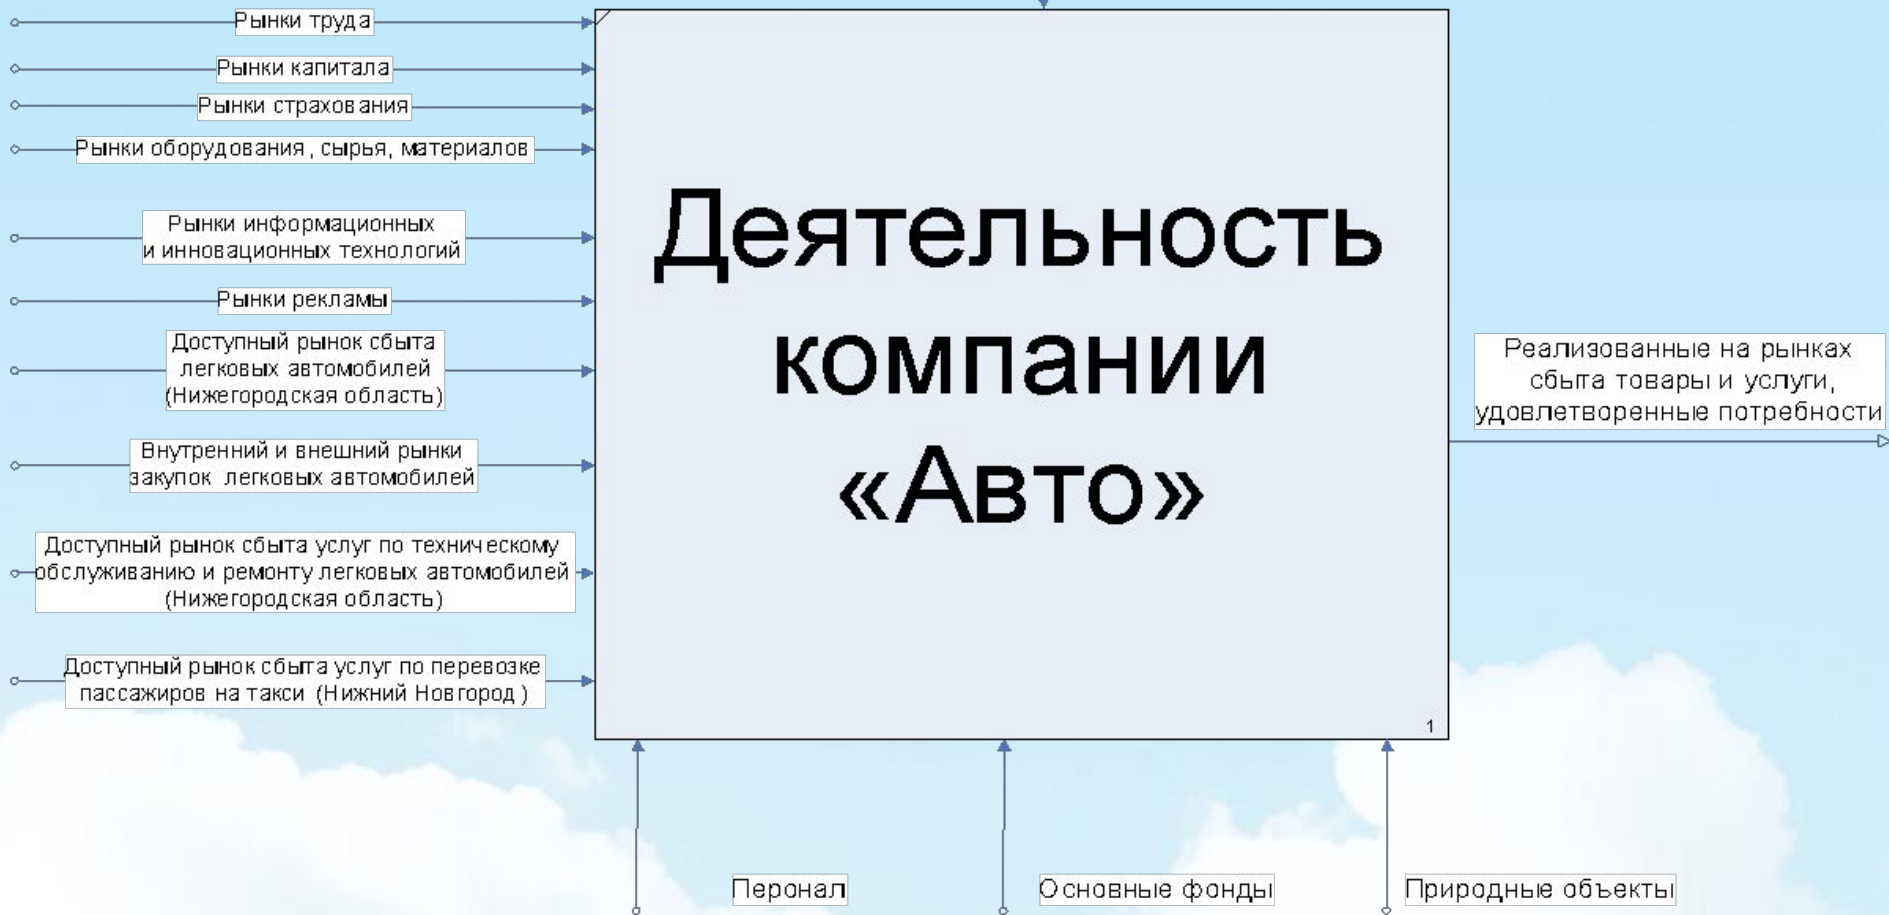 Рынки труда
Рынки капитала
Рынки страхования
Рынки оборудования, сырья, материалов
Рынки информационных
и инновационных технологий
Рынки рекламы
Доступный рынок сбыта
легковых автомобилей
(Нижегородская область)
Внутренний и внешний рынки
закупок легковых автомобилей
Доступный рынок сбыта услуг по техническому
обслуживанию и ремонту легковых автомобилей
(Нижегородская область)
Доступный рынок сбыта услуг по перевозке
пассажиров на такси (Нижний Новгород)
Деятельность
компании
«Авто»
1
Реализованные на рынках
сбыта товары и услуги,
удовлетворенные потребности
Перонал
Основные фонды
Природные объекты